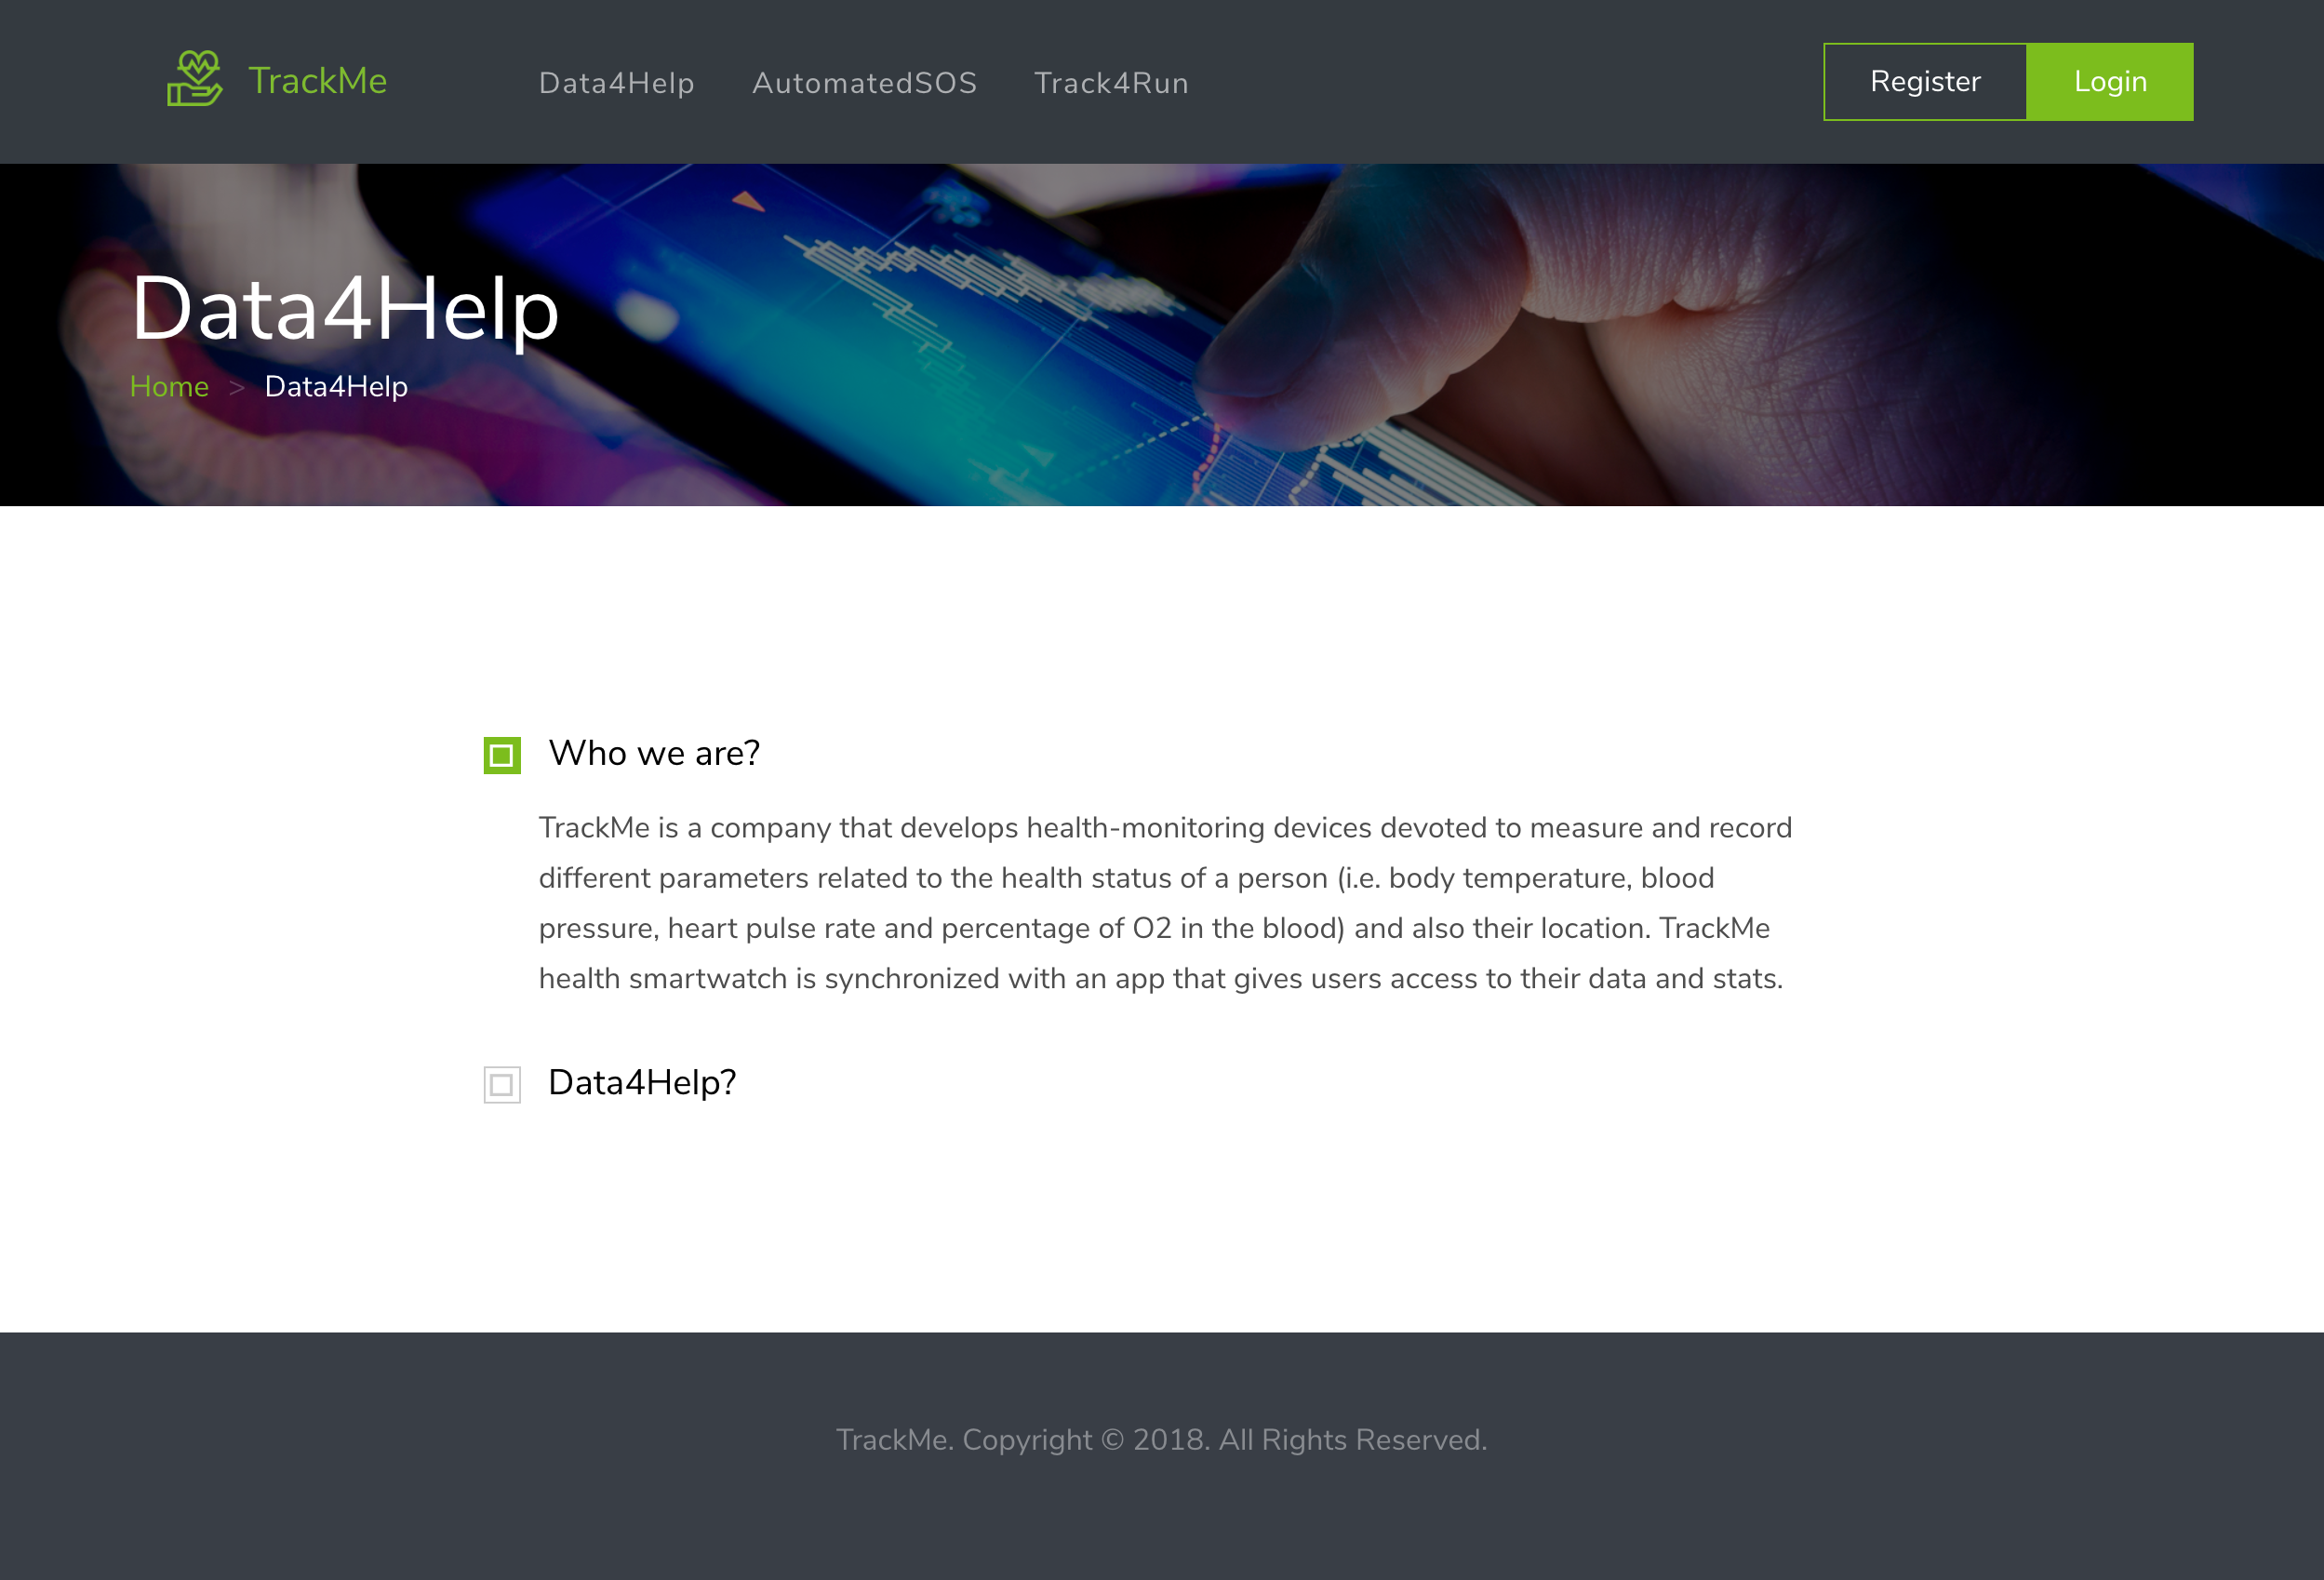 TrackMe
Data4Help
AutomatedSOS
Track4Run
Register
Login
Data4Help
Home > Data4Help
Who we are?
TrackMe is a company that develops health-monitoring devices devoted to measure and record
different parameters related to the health status of a person (i.e. body temperature, blood
pressure, heart pulse rate and percentage of O2 in the blood) and also their location. TrackMe
health smartwatch is synchronized with an app that gives users access to their data and stats.
Data4Help?
TrackMe. Copyright © 2018. All Rights Reserved.